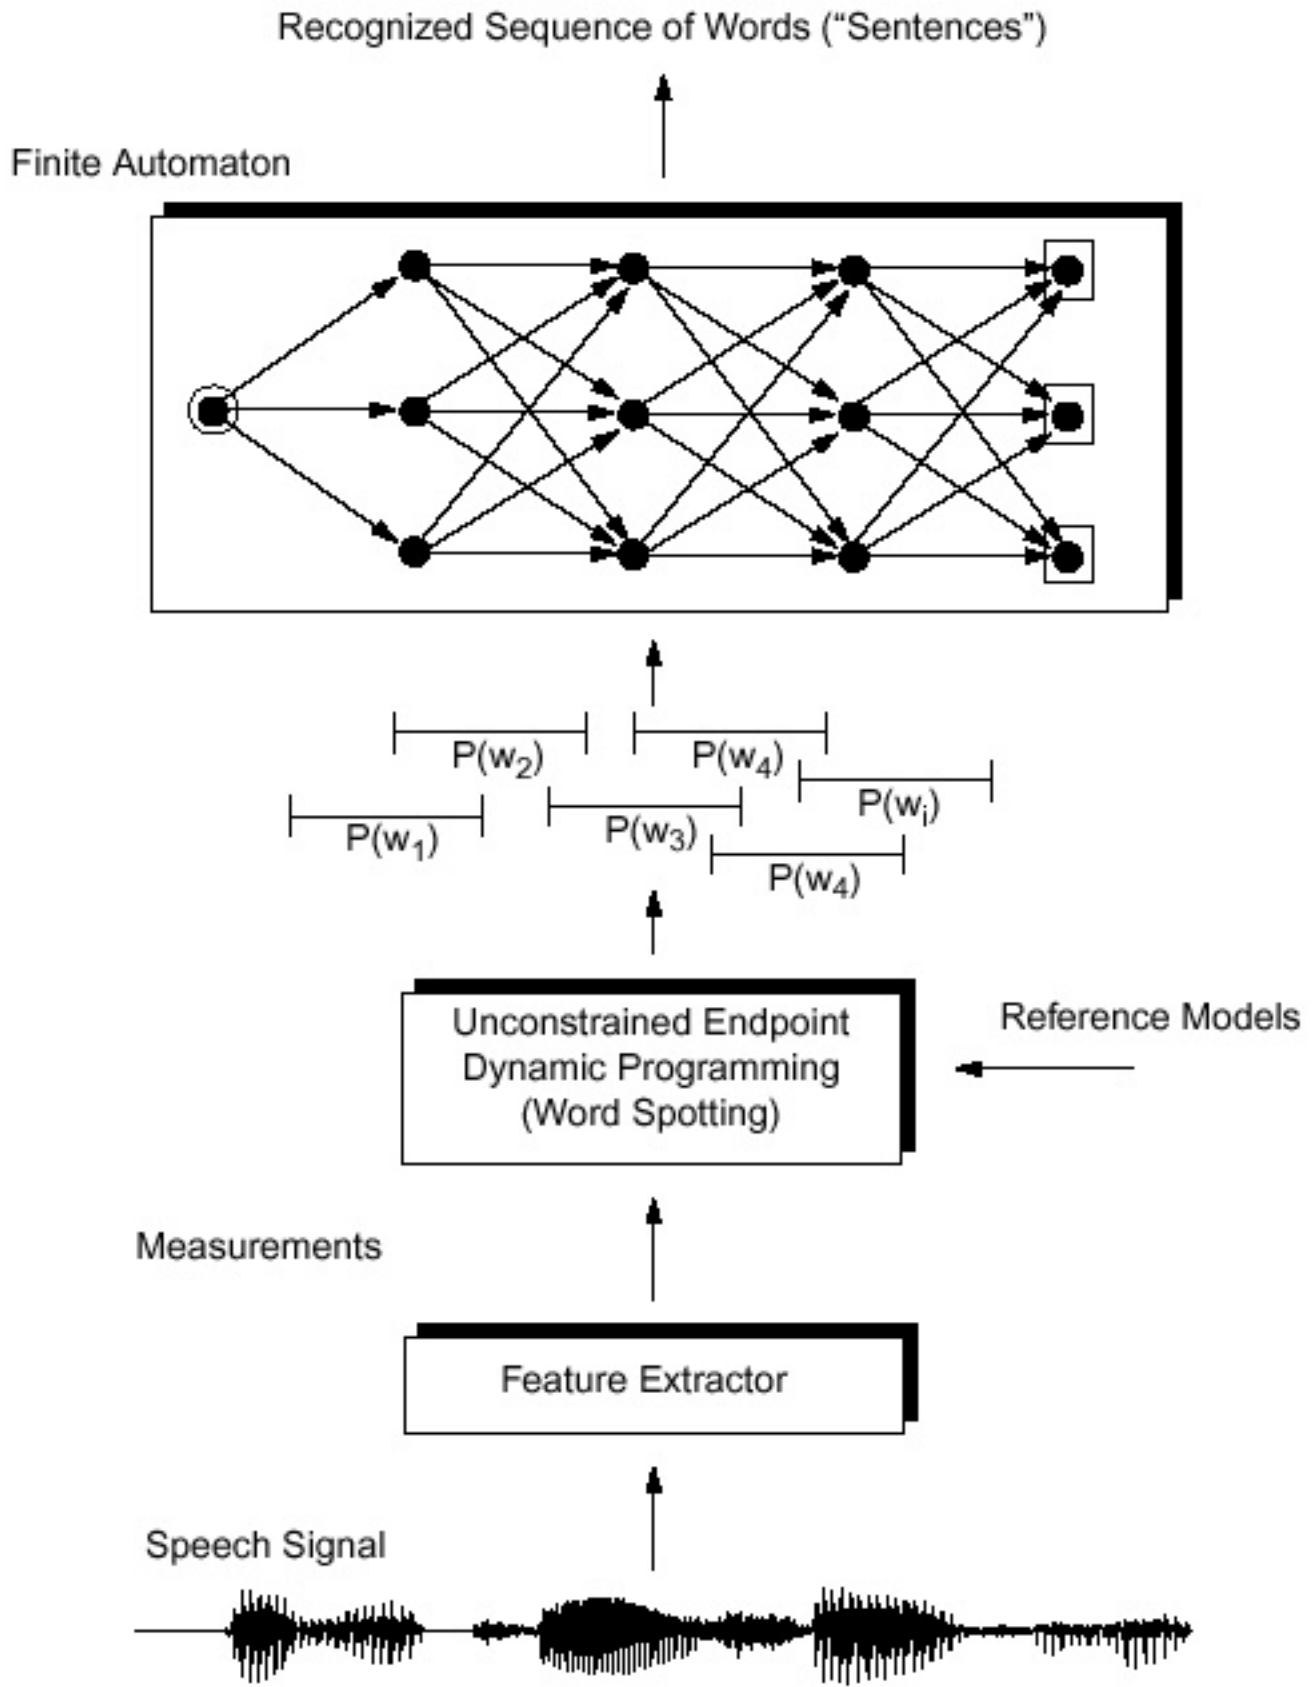 Recognized Sequence of Words (“Sentences”)
Finite Automaton
P(w2)
P(w4)
P(wi)
P(w3)
P(w1)
P(w4)
Unconstrained Endpoint
Dynamic Programming
(Word Spotting)
Reference Models
Measurements
Feature Extractor
Speech Signal